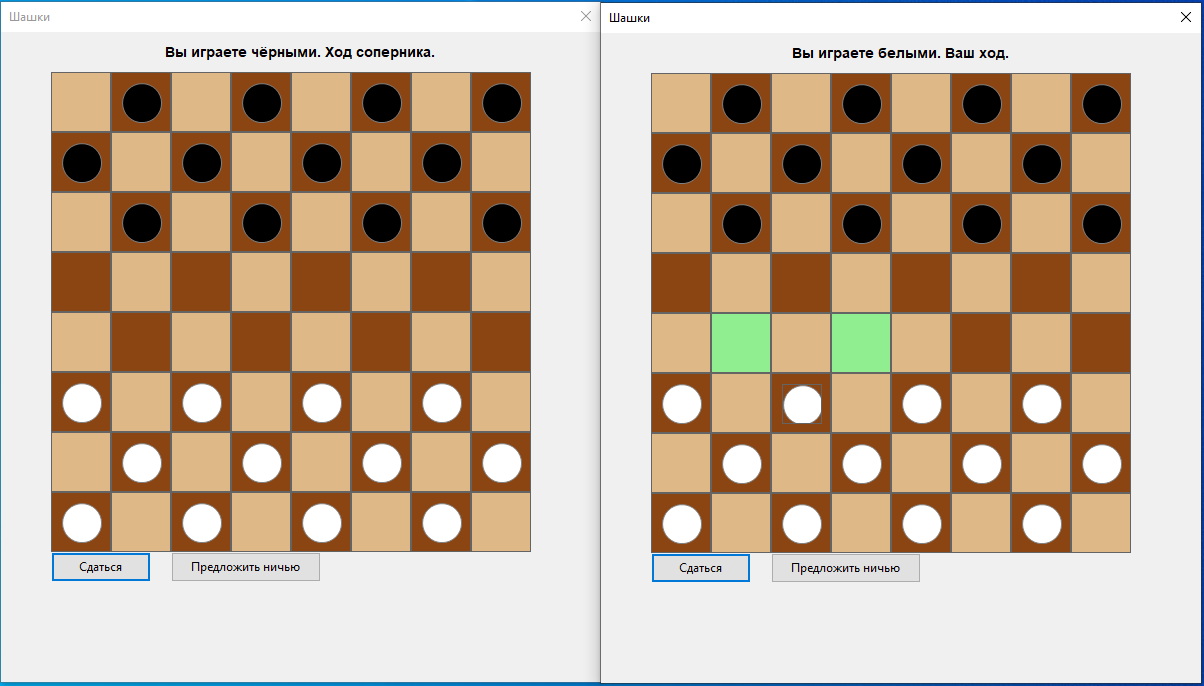 Шашки
Вы играете чёрными. Ход соперника.
Сдаться
Предложить ничью
Шашки
Вы играете белыми. Ваш ход.
Сдаться
Предложить ничью